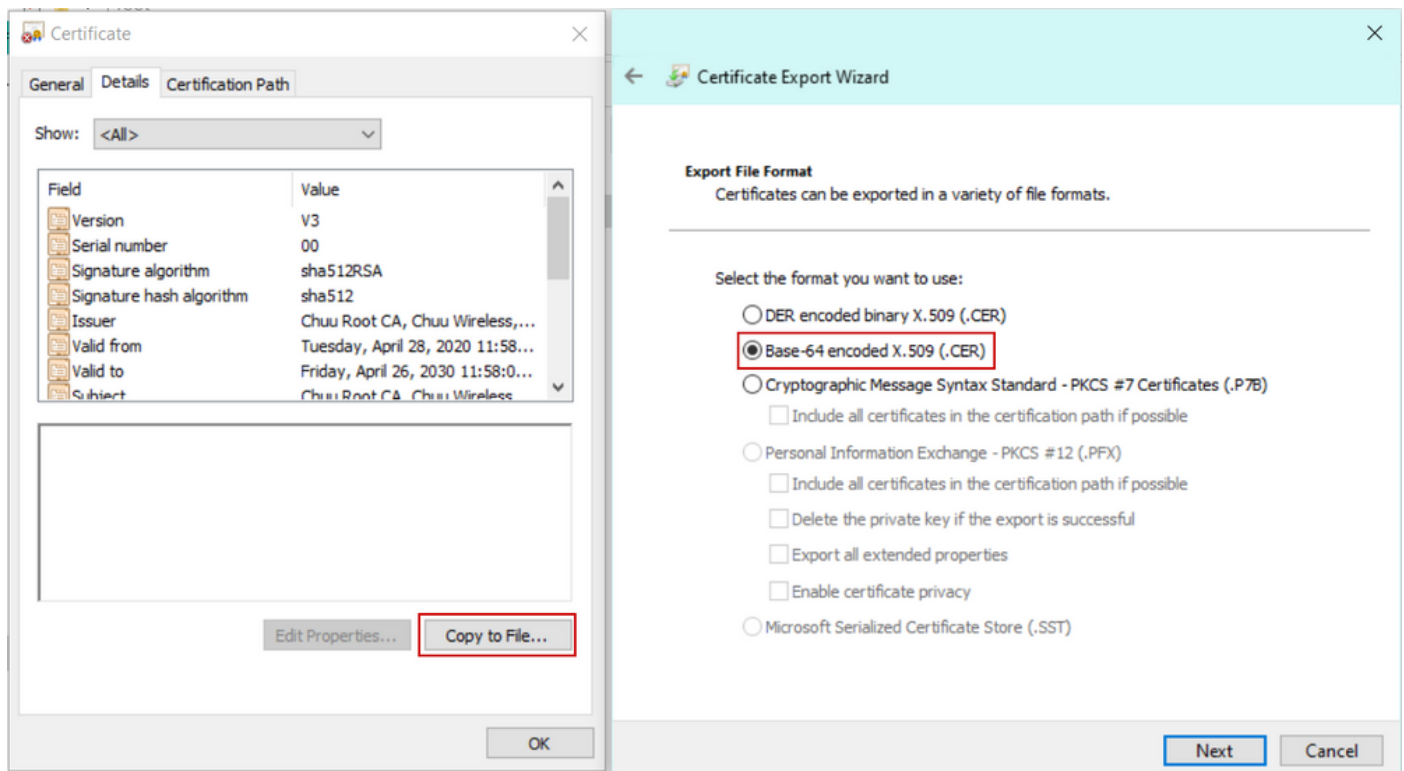 Certificate
General Details Certification Path
Show: <All>
Field Value
Version V3
Serial number 00
Signature algorithm sha512RSA
Signature hash algorithm sha512
Issuer Chuu Root CA, Chuu Wireless,...
Valid from Tuesday, April 28, 2020 11:58...
Valid to Friday, April 26, 2030 11:58:0...
Subject Chuu Root CA, Chuu Wireless
Edit Properties... Copy to File...
OK
Certificate Export Wizard
Export File Format
Certificates can be exported in a variety of file formats.
Select the format you want to use:
DER encoded binary X.509 (.CER)
Base-64 encoded X.509 (.CER)
Cryptographic Message Syntax Standard - PKCS #7 Certificates (.P7B)
Include all certificates in the certification path if possible
Personal Information Exchange - PKCS #12 (.PFX)
Include all certificates in the certification path if possible
Delete the private key if the export is successful
Export all extended properties
Enable certificate privacy
Microsoft Serialized Certificate Store (.SST)
Next Cancel